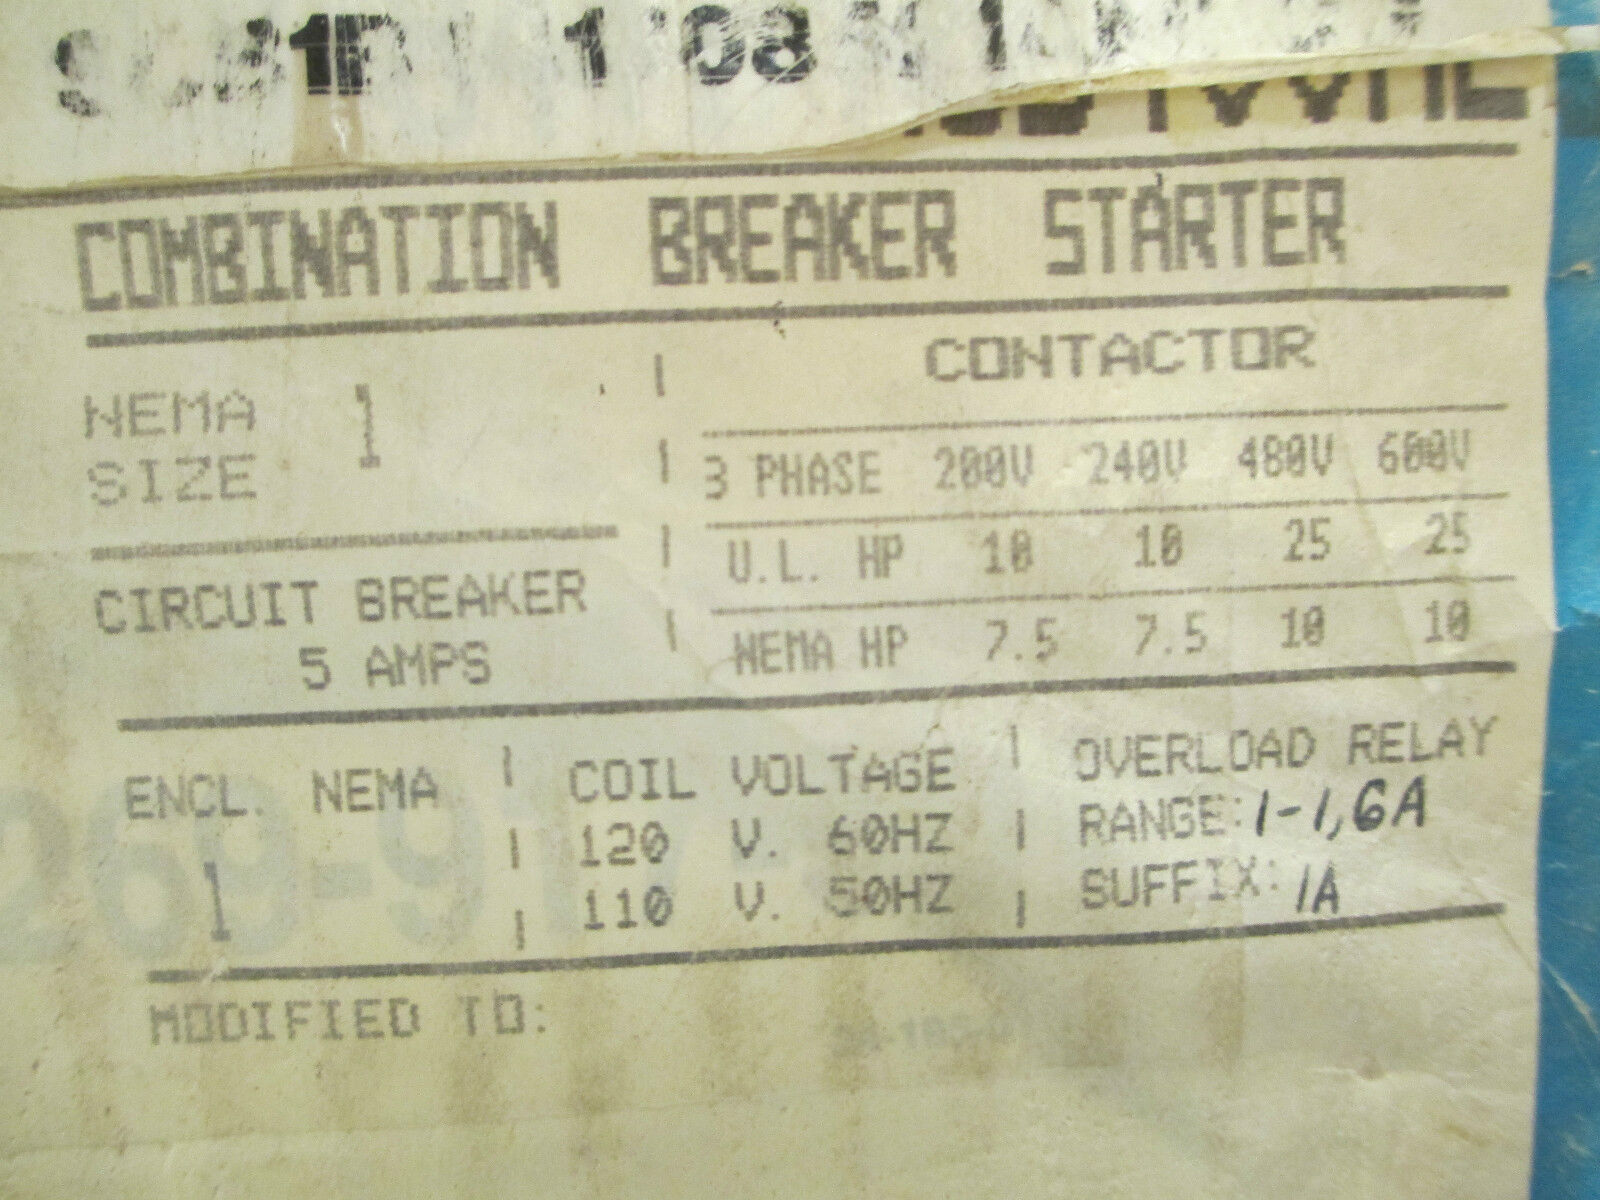 COMBINATION BREAKER STARTER
NEMA SIZE 1
CONTACTOR
3 PHASE 200V 240V 480V 600V
U.L. HP 10 10 25 25
NEMA HP 7.5 7.5 10 10
CIRCUIT BREAKER
5 AMPS
ENCL. NEMA
1
COIL VOLTAGE
120 V. 60HZ
110 V. 50HZ
OVERLOAD RELAY
RANGE: 1-1,6A
SUFFIX: 1A
MODIFIED TO: